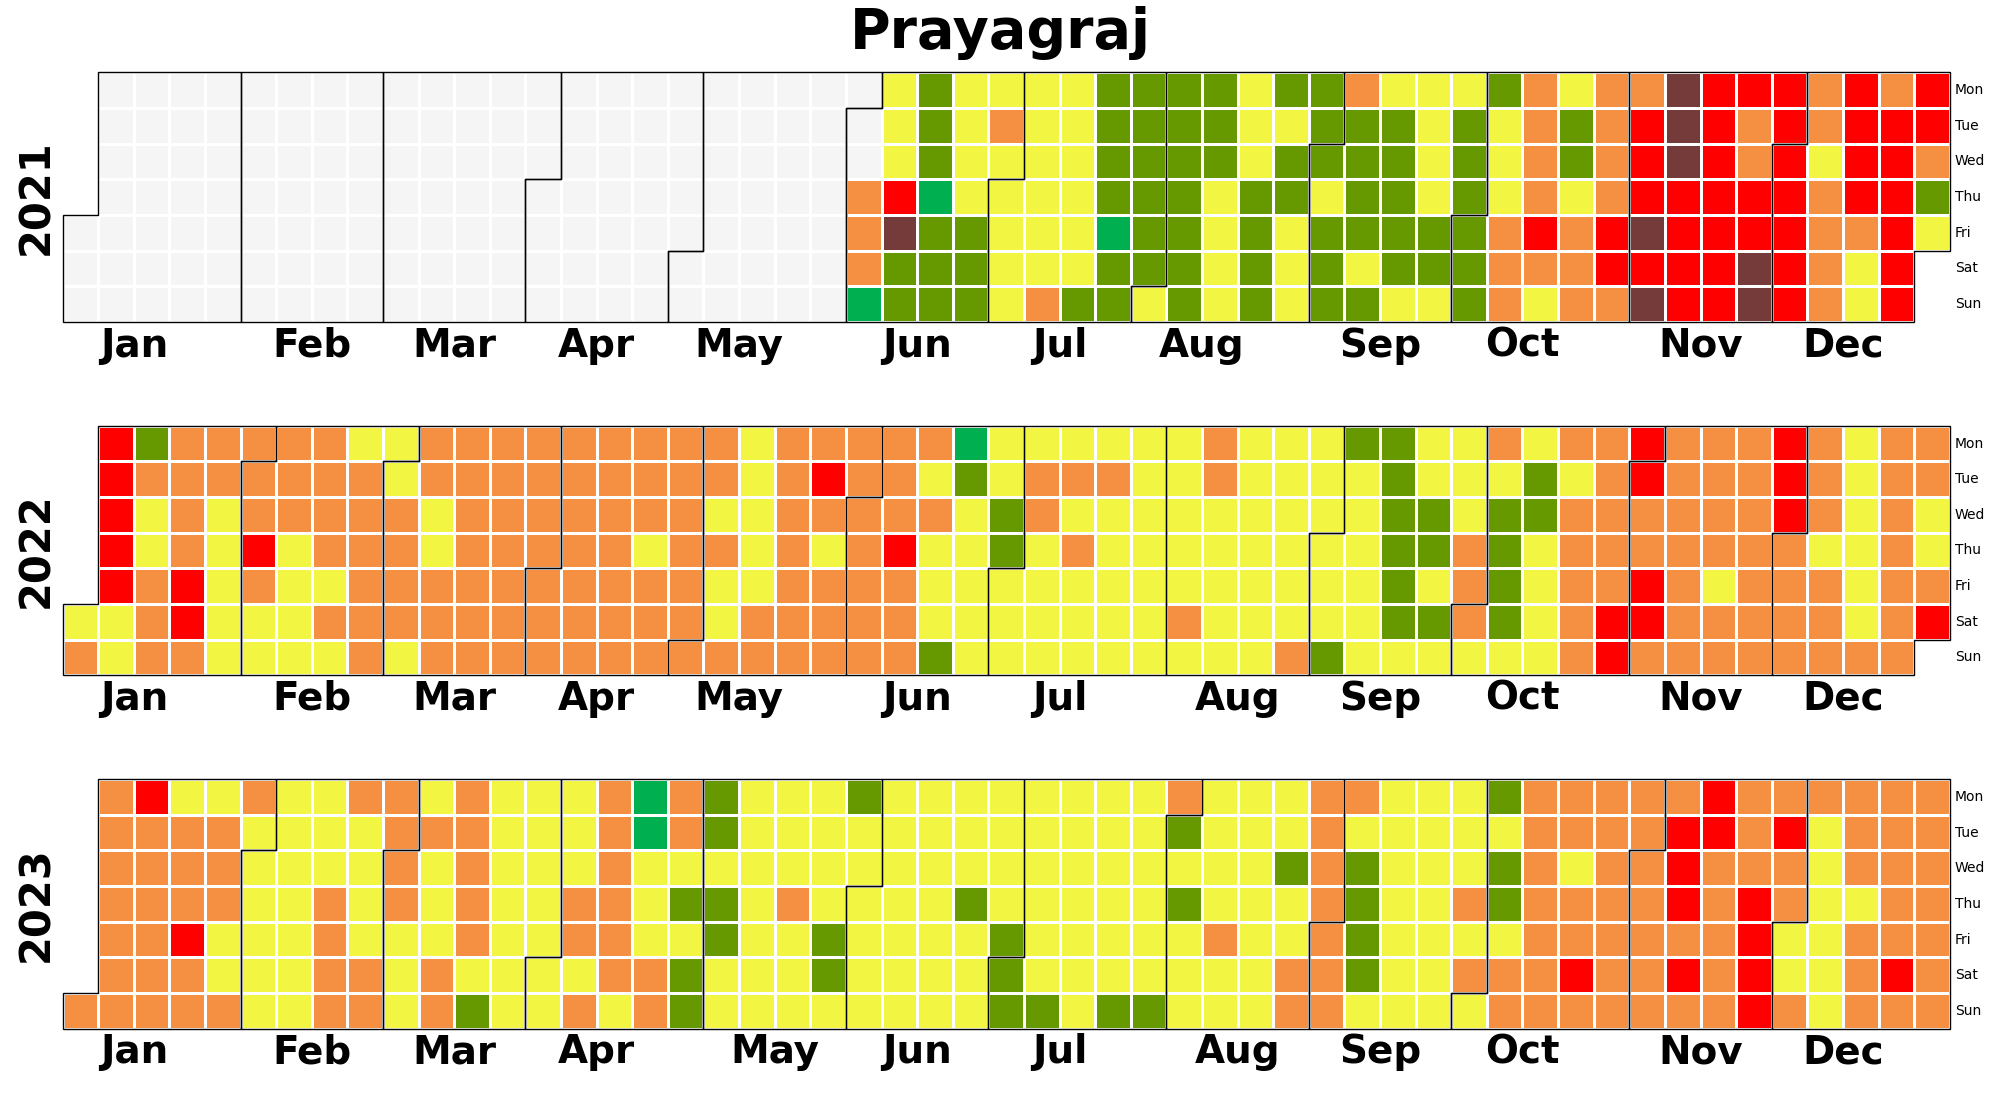 Prayagraj
2021
Mon
Tue
Wed
Thu
Fri
Sat
Sun
Jan Feb Mar Apr May Jun Jul Aug Sep Oct Nov Dec
2022
Mon
Tue
Wed
Thu
Fri
Sat
Sun
Jan Feb Mar Apr May Jun Jul Aug Sep Oct Nov Dec
2023
Mon
Tue
Wed
Thu
Fri
Sat
Sun
Jan Feb Mar Apr May Jun Jul Aug Sep Oct Nov Dec